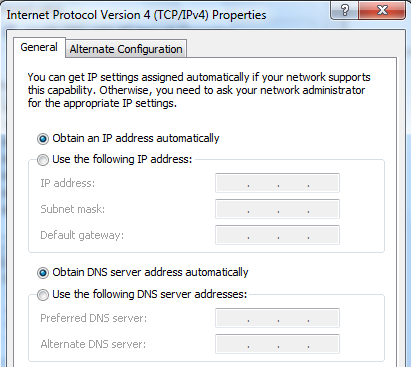 Internet Protocol Version 4 (TCP/IPv4) Properties
General
Alternate Configuration
You can get IP settings assigned automatically if your network supports
this capability. Otherwise, you need to ask your network administrator
for the appropriate IP settings.
Obtain an IP address automatically
Use the following IP address:
IP address:
Subnet mask:
Default gateway:
Obtain DNS server address automatically
Use the following DNS server addresses:
Preferred DNS server:
Alternate DNS server: